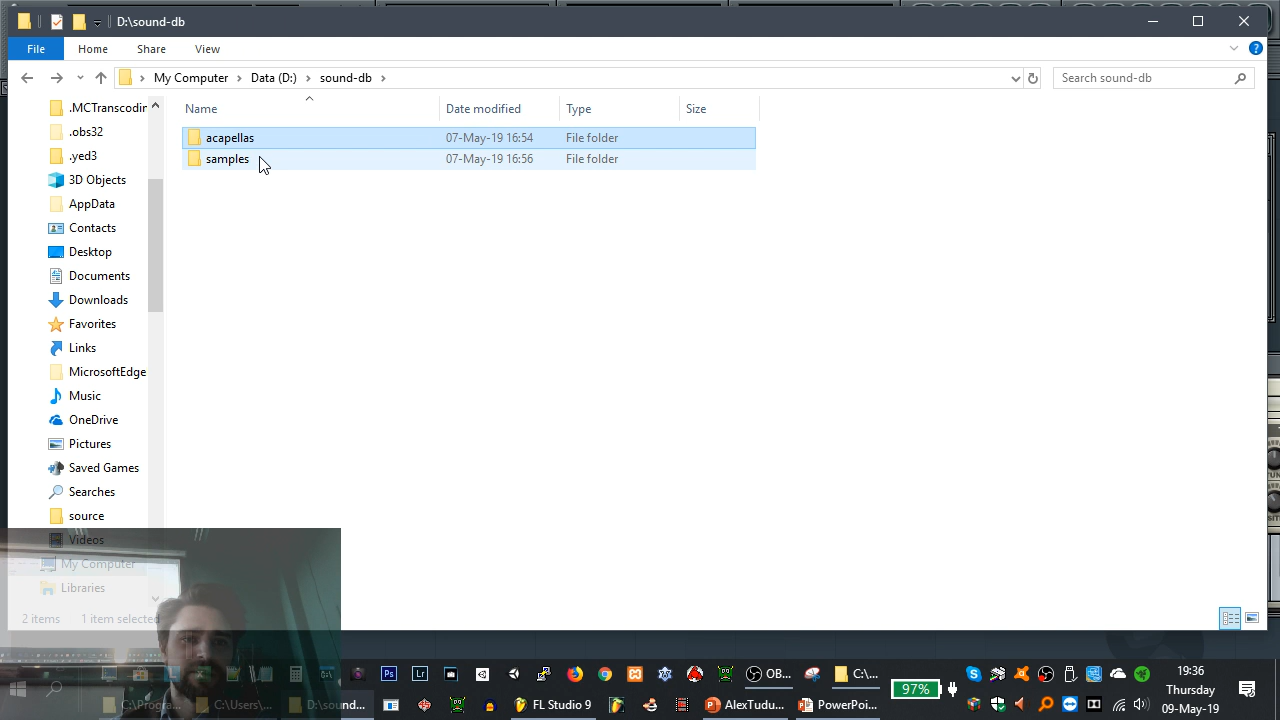 D:\sound-db
File Home Share View
My Computer Data (D:) sound-db Search sound-db
Name Date modified Type Size
acapellas 07-May-19 16:54 File folder
samples 07-May-19 16:56 File folder
.MCTranscodin
.obs32
.yed3
3D Objects
AppData
Contacts
Desktop
Documents
Downloads
Favorites
Links
MicrosoftEdge
Music
OneDrive
Pictures
Saved Games
Searches
source
Videos
My Computer
Libraries
2 items 1 item selected
OB... C:\... 19:36
97% Thursday
C:\Progra... C:\Users\... D:\soun... FL Studio 9 AlexTudu... PowerPoi... 09-May-19